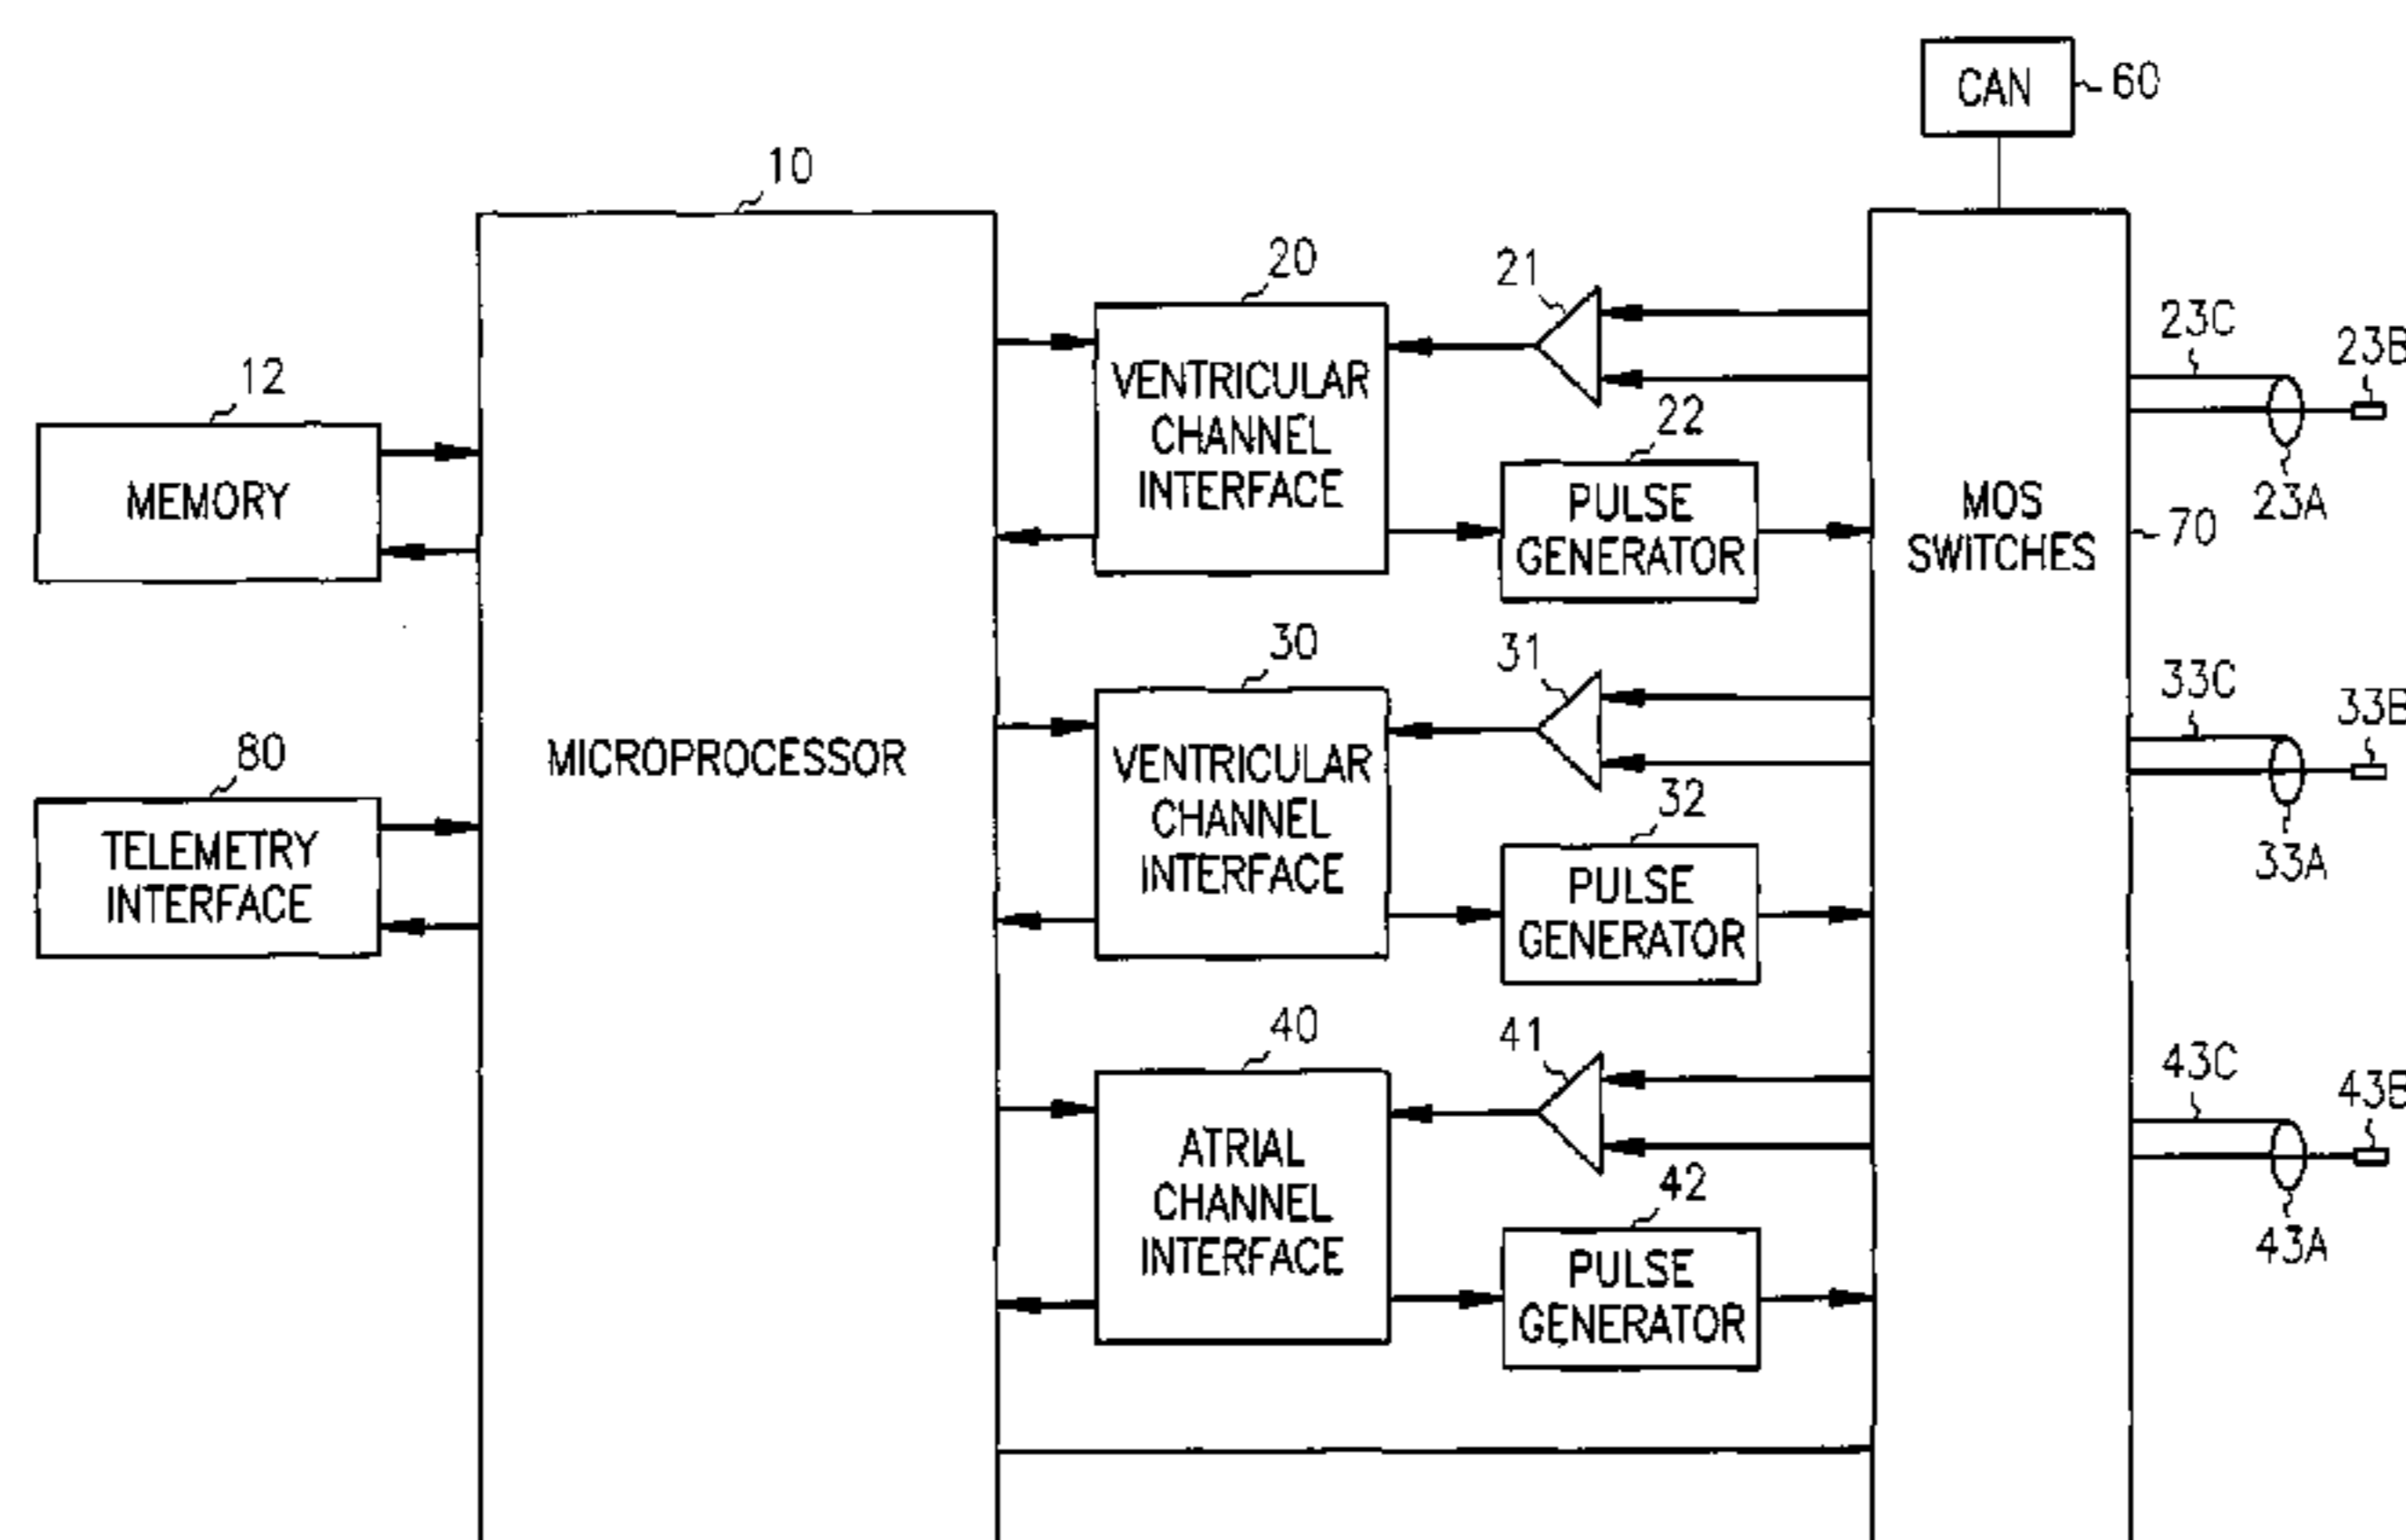 CAN
60
10
20
21
23C
23B
12
VENTRICULAR
CHANNEL
INTERFACE
22
MEMORY
PULSE
GENERATOR
MOS
SWITCHES
70
23A
30
31
33C
33B
80
MICROPROCESSOR
VENTRICULAR
CHANNEL
INTERFACE
32
TELEMETRY
INTERFACE
PULSE
GENERATOR
33A
40
41
43C
43B
ATRIAL
CHANNEL
INTERFACE
42
PULSE
GENERATOR
43A